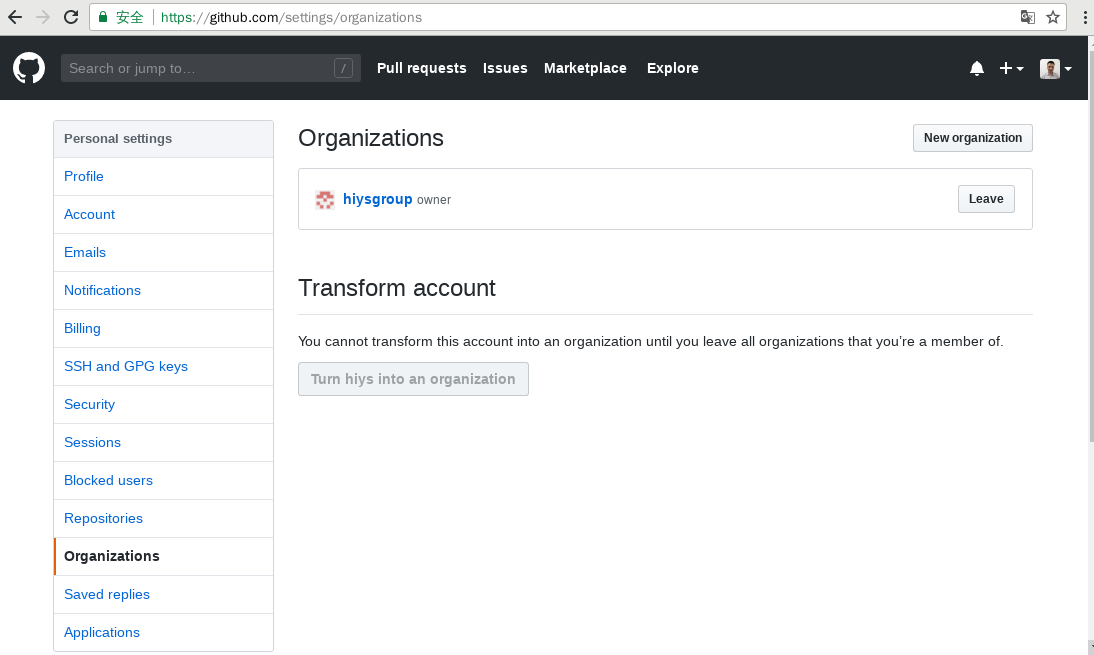 安全 https://github.com/settings/organizations
Search or jump to… / Pull requests Issues Marketplace Explore
Personal settings
Profile
Account
Emails
Notifications
Billing
SSH and GPG keys
Security
Sessions
Blocked users
Repositories
Organizations
Saved replies
Applications
Organizations New organization
hiysgroup owner Leave
Transform account
You cannot transform this account into an organization until you leave all organizations that you’re a member of.
Turn hiys into an organization